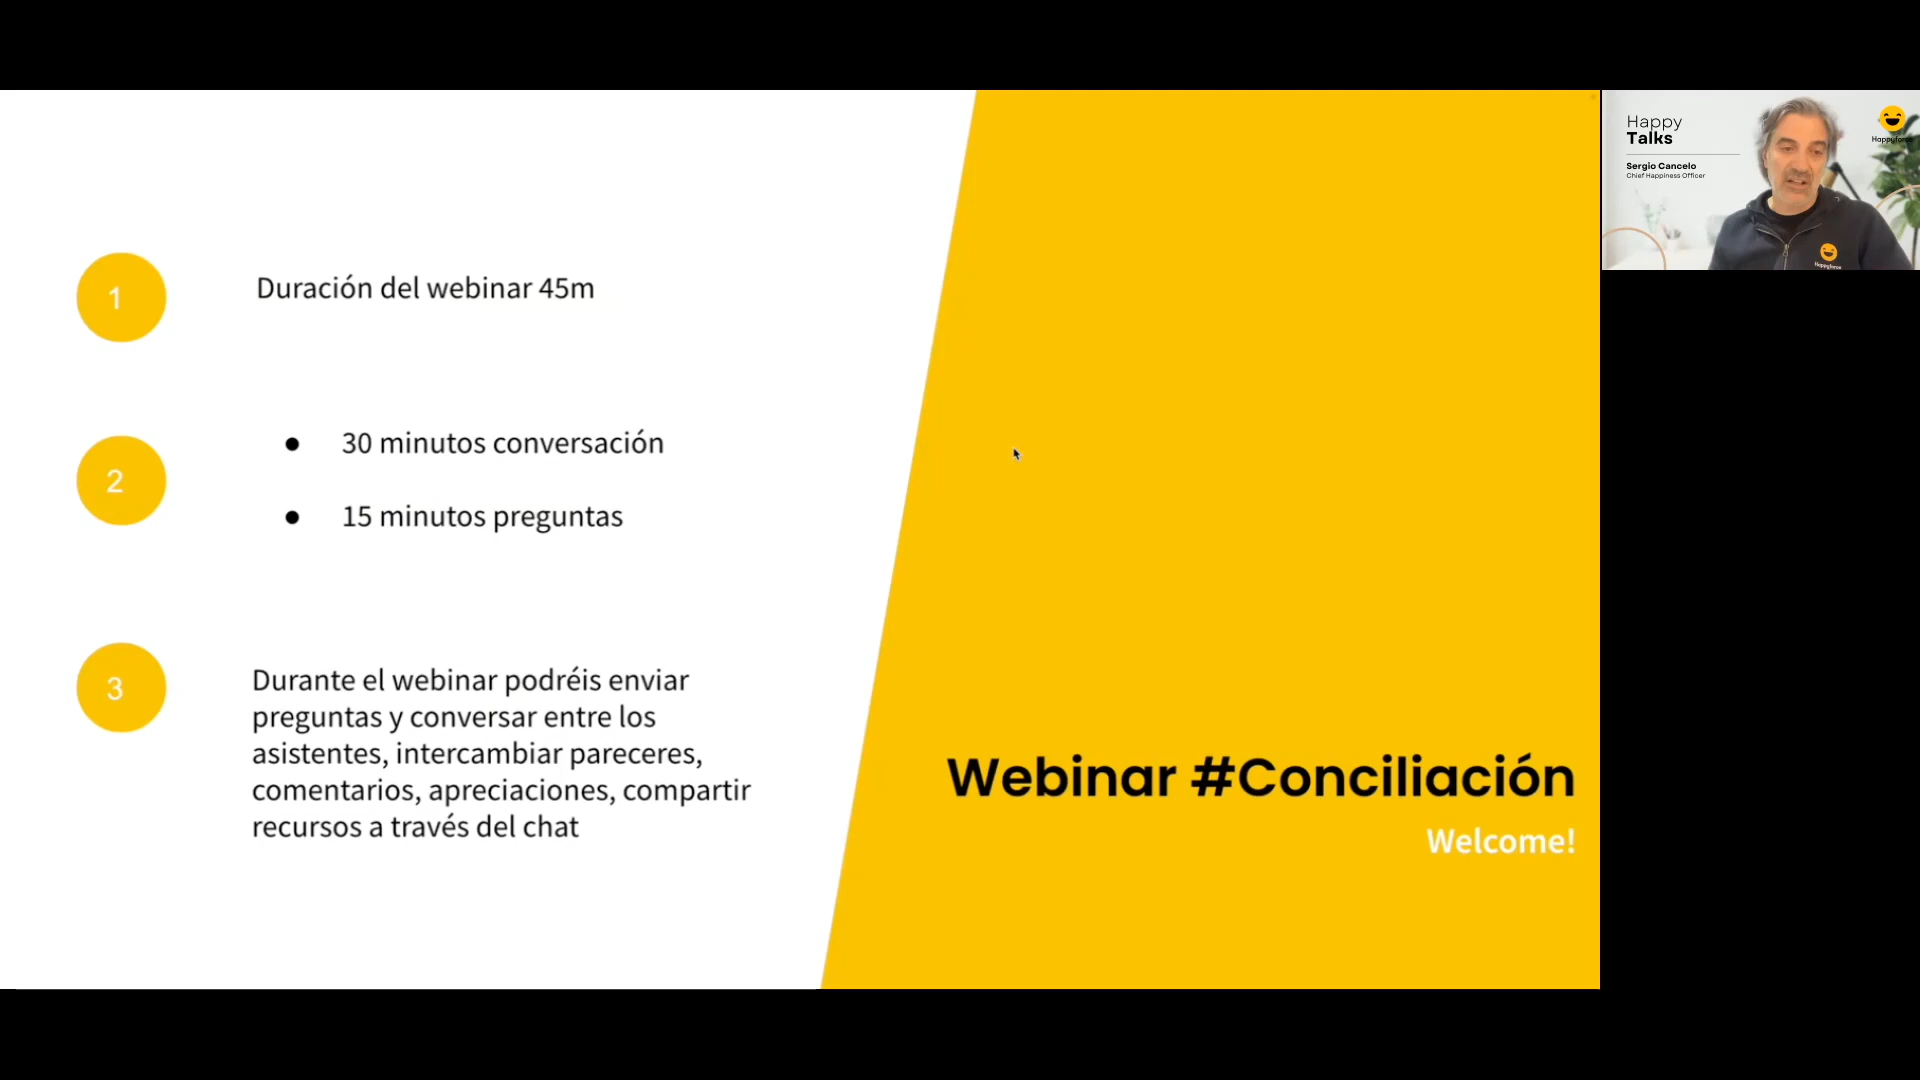 1
Duración del webinar 45m
2
● 30 minutos conversación
● 15 minutos preguntas
3
Durante el webinar podréis enviar
preguntas y conversar entre los
asistentes, intercambiar pareceres,
comentarios, apreciaciones, compartir
recursos a través del chat
Webinar #Conciliación
Welcome!
Happy
Talks
Sergio Cancelo
Chief Happiness Officer
Happyforce
Happyforce